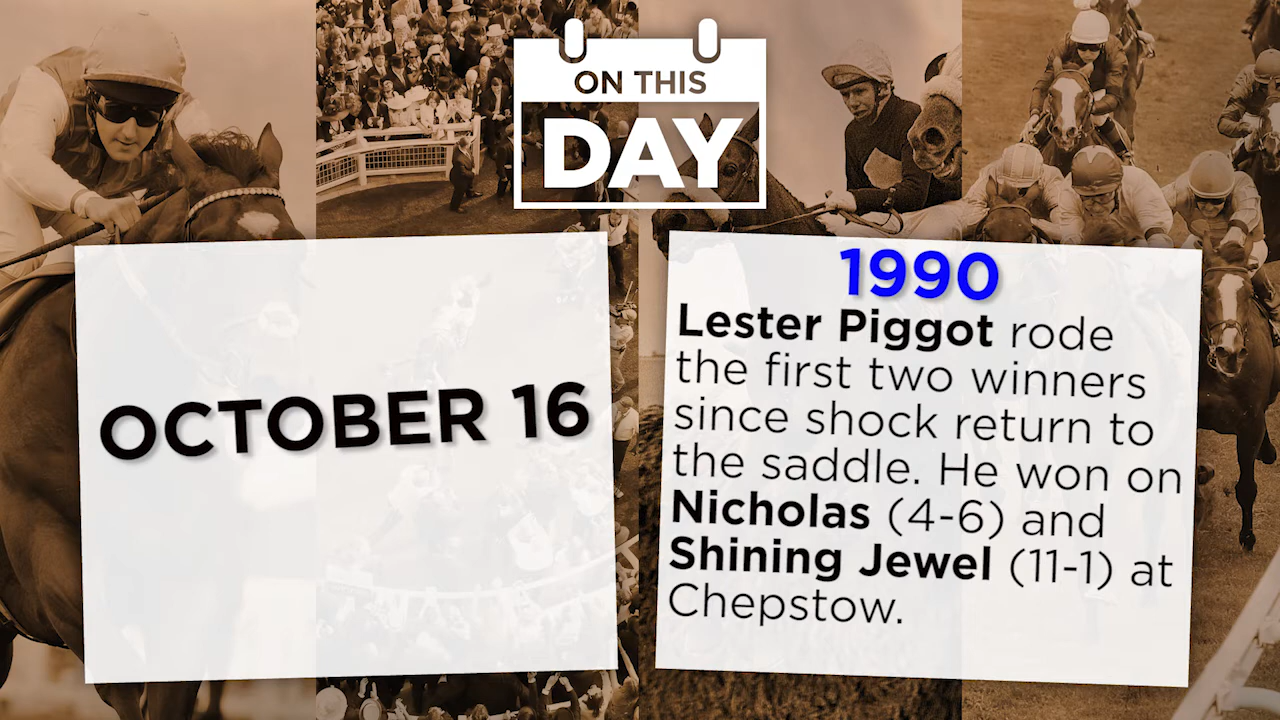 ON THIS
DAY
OCTOBER 16
1990
Lester Piggot rode
the first two winners
since shock return to
the saddle. He won on
Nicholas (4-6) and
Shining Jewel (11-1) at
Chepstow.